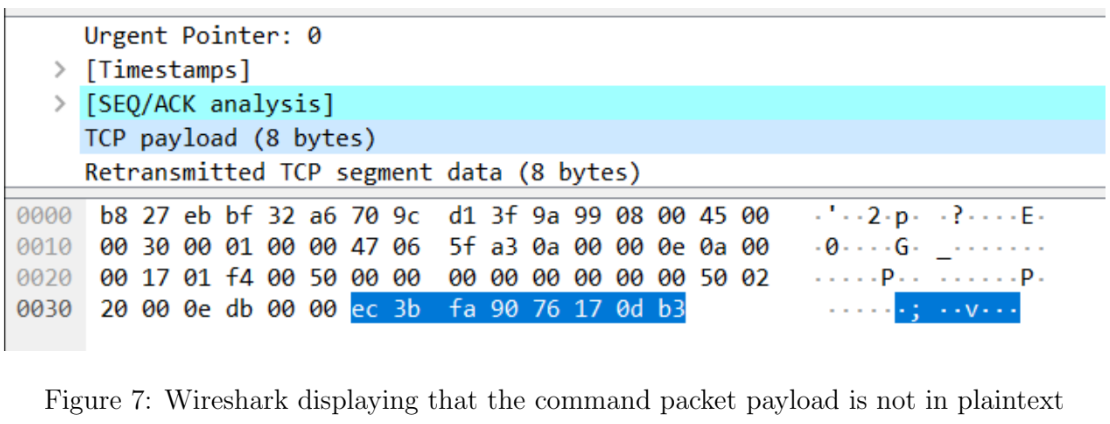 Urgent Pointer: 0
> [Timestamps]
> [SEQ/ACK analysis]
TCP payload (8 bytes)
Retransmitted TCP segment data (8 bytes)
0000 b8 27 eb bf 32 a6 70 9c d1 3f 9a 99 08 00 45 00 ·'··2·p· ·?····E·
0010 00 30 00 01 00 00 47 06 5f a3 0a 00 00 0e 0a 00 ·0····G· _·······
0020 00 17 01 f4 00 50 00 00 00 00 00 00 00 00 50 02 ·····P·· ······P·
0030 20 00 0e db 00 00 ec 3b fa 90 76 17 0d b3 ······;  ··v···
Figure 7: Wireshark displaying that the command packet payload is not in plaintext